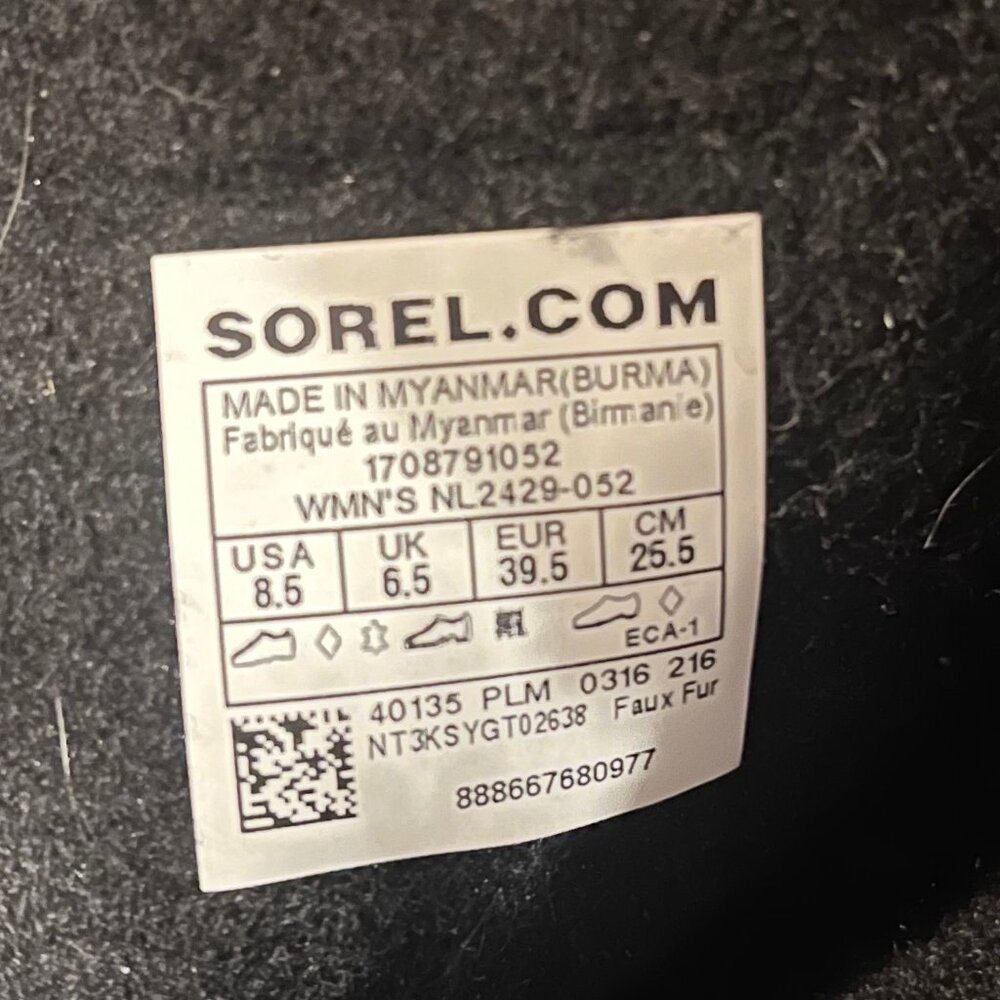 SOREL.COM
MADE IN MYANMAR(BURMA)
Fabriqué au Myanmar (Birmanie)
1708791052
WMN'S NL2429-052
USA UK EUR CM
8.5 6.5 39.5 25.5
ECA-1
40135 PLM 0316 216
NT3KSYGT02638 Faux Fur
888667680977